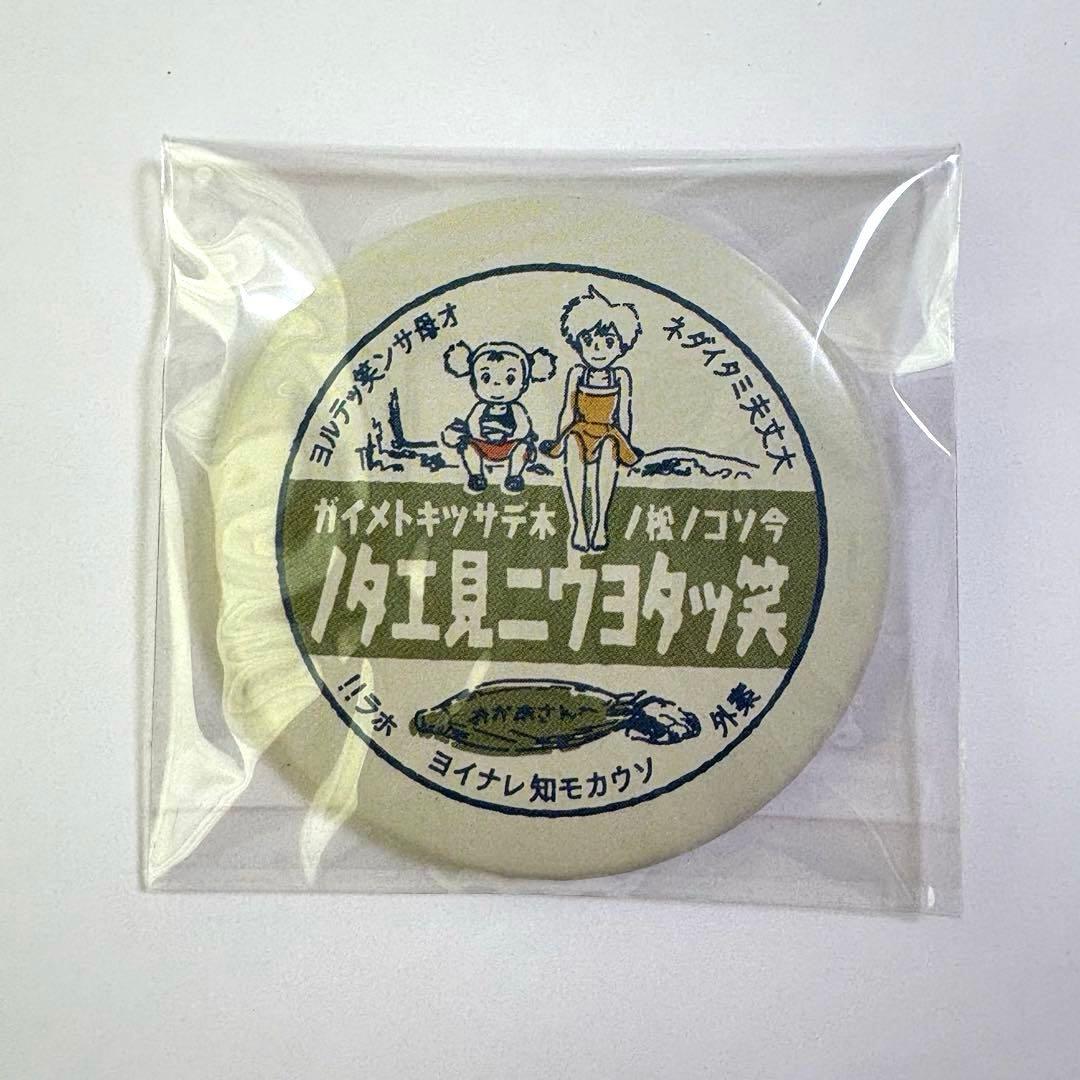 大丈夫ミタイダネ
オ母サン笑ッテルヨ
今ソコノ松ノ木デサツキトメイガ
笑ッタヨウニ見エタノ
案外
ソウカモ知レナイヨ
ホラ!!
おかあさんへ